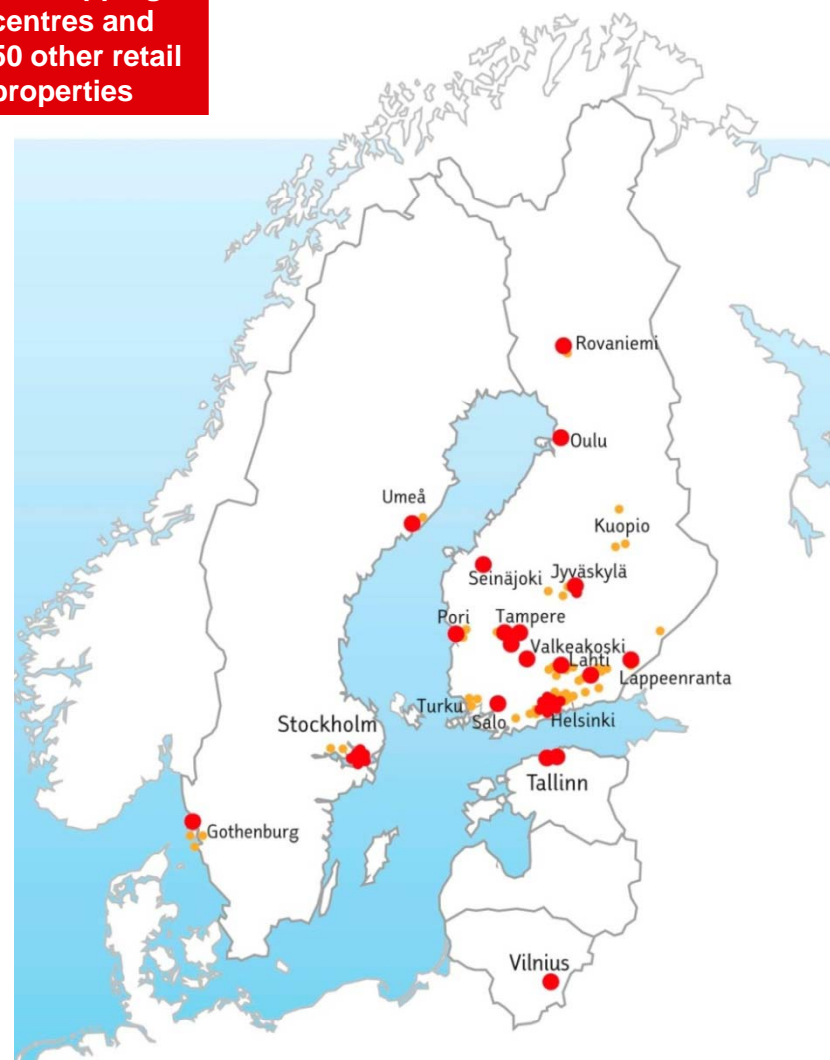 centres and
50 other retail
properties
Rovaniemi
Oulu
Umeå
Kuopio
Seinäjoki
Jyväskylä
Pori
Tampere
Valkeakoski
Lahti
Lappeenranta
Turku
Salo
Helsinki
Stockholm
Tallinn
Gothenburg
Vilnius